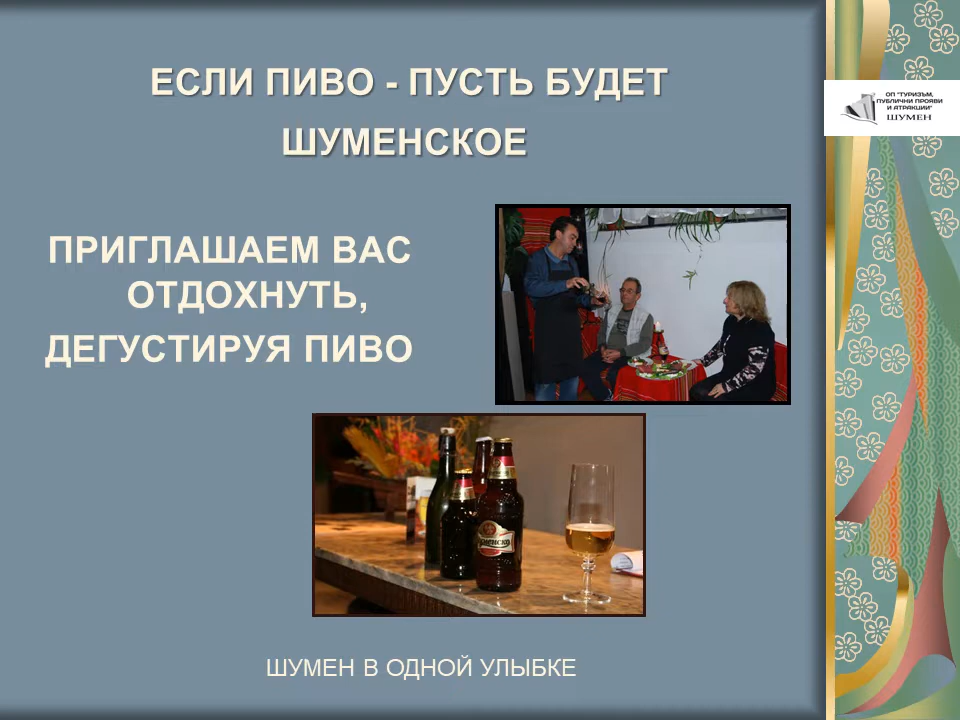 ЕСЛИ ПИВО - ПУСТЬ БУДЕТ
ШУМЕНСКОЕ
ОП "ТУРИЗЪМ,
ПУБЛИЧНИ ПРОЯВИ
И АТРАКЦИИ"
ШУМЕН
ПРИГЛАШАЕМ ВАС
ОТДОХНУТЬ,
ДЕГУСТИРУЯ ПИВО
ШУМЕН В ОДНОЙ УЛЫБКЕ